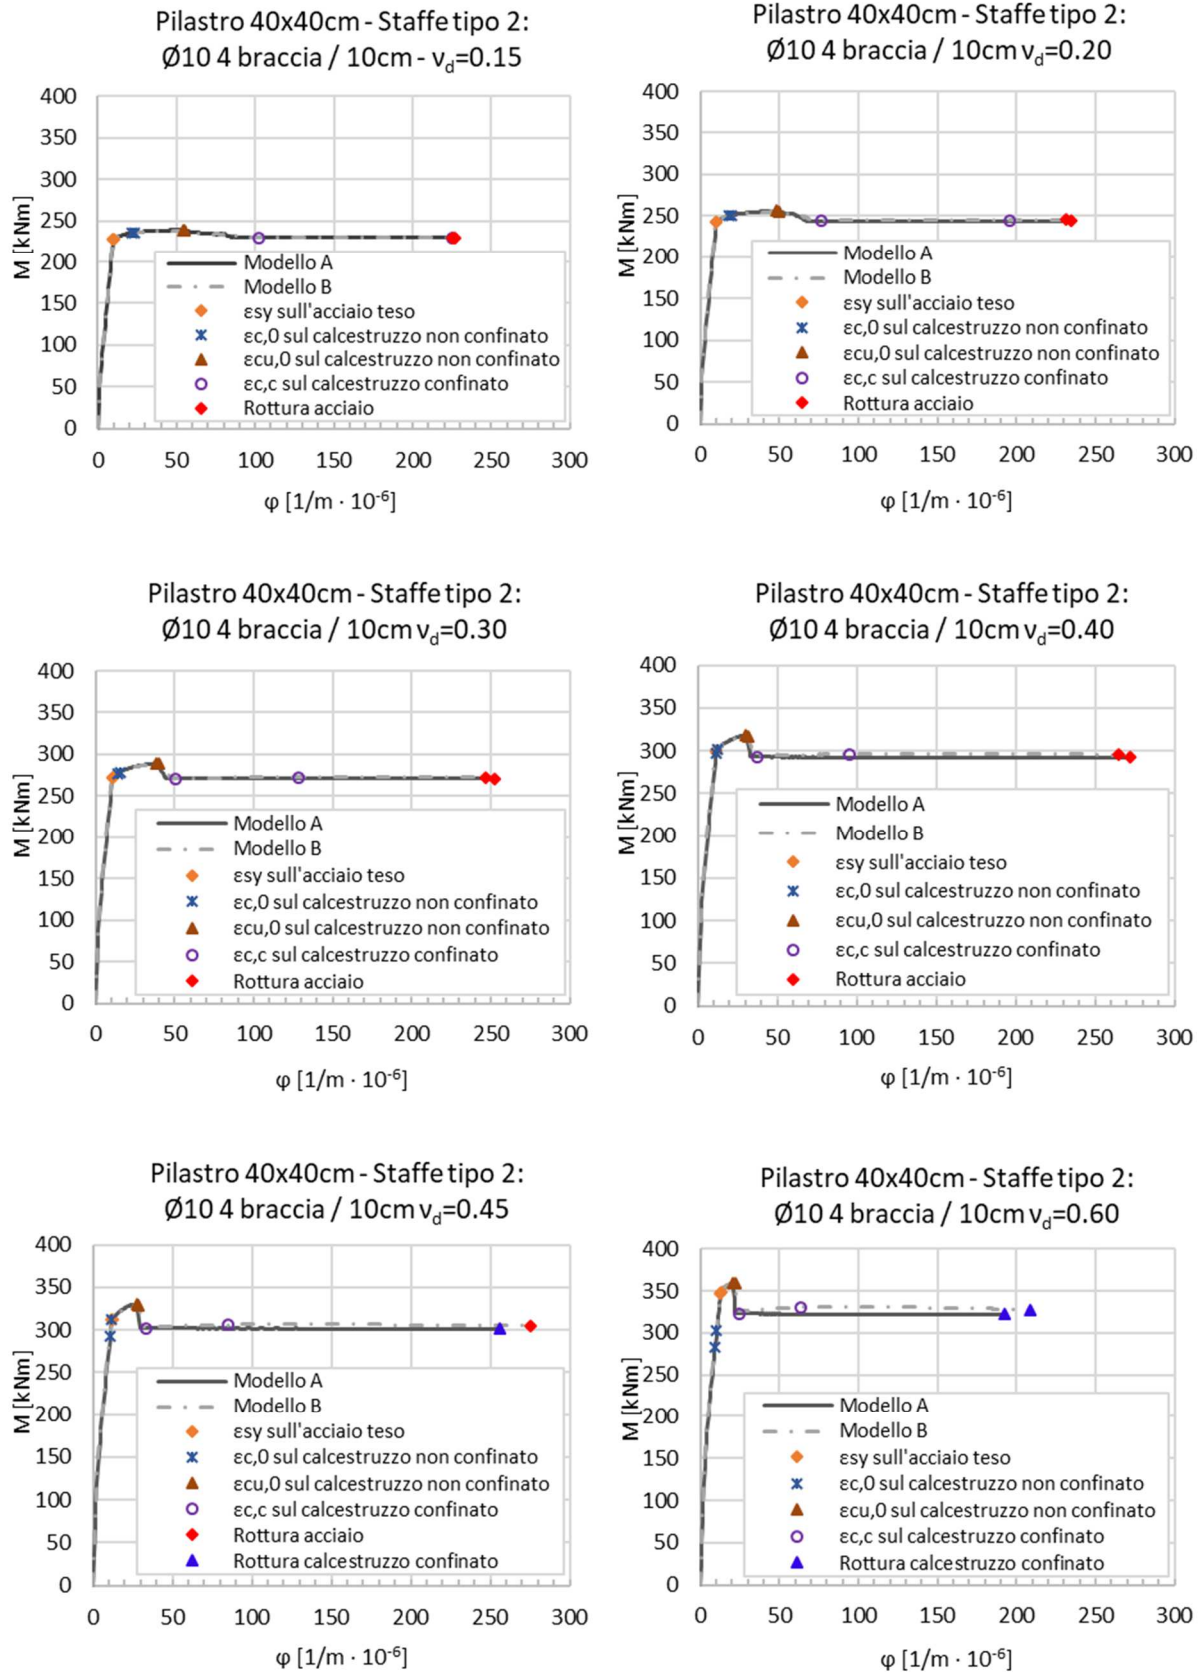 Pilastro 40x40cm - Staffe tipo 2:
Ø10 4 braccia / 10cm - νd=0.15
M [kNm]
400
350
300
250
200
150
100
50
0
Modello A
Modello B
εsy sull'acciaio teso
εc,0 sul calcestruzzo non confinato
εcu,0 sul calcestruzzo non confinato
εc,c sul calcestruzzo confinato
Rottura acciaio
0 50 100 150 200 250 300
φ [1/m · 10⁻⁶]
Pilastro 40x40cm - Staffe tipo 2:
Ø10 4 braccia / 10cm νd=0.20
M [kNm]
400
350
300
250
200
150
100
50
0
Modello A
Modello B
εsy sull'acciaio teso
εc,0 sul calcestruzzo non confinato
εcu,0 sul calcestruzzo non confinato
εc,c sul calcestruzzo confinato
Rottura acciaio
0 50 100 150 200 250 300
φ [1/m · 10⁻⁶]
Pilastro 40x40cm - Staffe tipo 2:
Ø10 4 braccia / 10cm νd=0.30
M [kNm]
400
350
300
250
200
150
100
50
0
Modello A
Modello B
εsy sull'acciaio teso
εc,0 sul calcestruzzo non confinato
εcu,0 sul calcestruzzo non confinato
εc,c sul calcestruzzo confinato
Rottura acciaio
0 50 100 150 200 250 300
φ [1/m · 10⁻⁶]
Pilastro 40x40cm - Staffe tipo 2:
Ø10 4 braccia / 10cm νd=0.40
M [kNm]
400
350
300
250
200
150
100
50
0
Modello A
Modello B
εsy sull'acciaio teso
εc,0 sul calcestruzzo non confinato
εcu,0 sul calcestruzzo non confinato
εc,c sul calcestruzzo confinato
Rottura acciaio
0 50 100 150 200 250 300
φ [1/m · 10⁻⁶]
Pilastro 40x40cm - Staffe tipo 2:
Ø10 4 braccia / 10cm νd=0.45
M [kNm]
400
350
300
250
200
150
100
50
0
Modello A
Modello B
εsy sull'acciaio teso
εc,0 sul calcestruzzo non confinato
εcu,0 sul calcestruzzo non confinato
εc,c sul calcestruzzo confinato
Rottura acciaio
Rottura calcestruzzo confinato
0 50 100 150 200 250 300
φ [1/m · 10⁻⁶]
Pilastro 40x40cm - Staffe tipo 2:
Ø10 4 braccia / 10cm νd=0.60
M [kNm]
400
350
300
250
200
150
100
50
0
Modello A
Modello B
εsy sull'acciaio teso
εc,0 sul calcestruzzo non confinato
εcu,0 sul calcestruzzo non confinato
εc,c sul calcestruzzo confinato
Rottura calcestruzzo confinato
0 50 100 150 200 250 300
φ [1/m · 10⁻⁶]